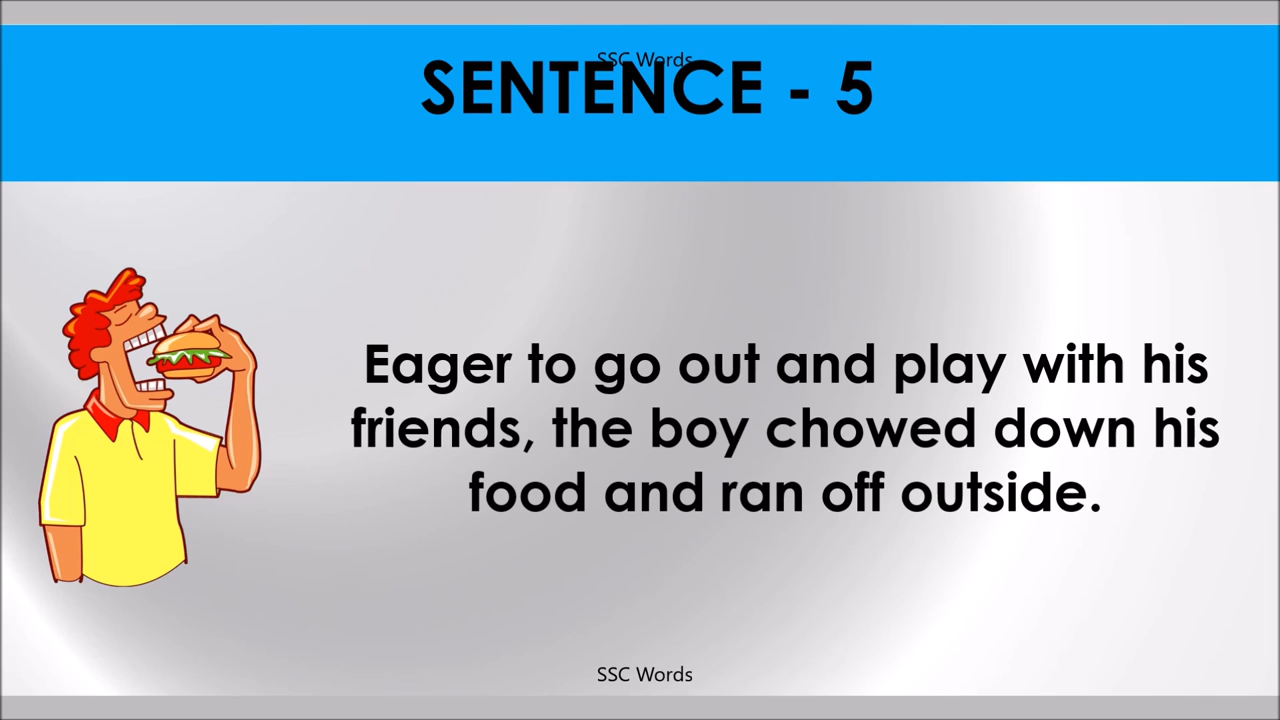 SSC Words
SENTENCE - 5
Eager to go out and play with his
friends, the boy chowed down his
food and ran off outside.
SSC Words